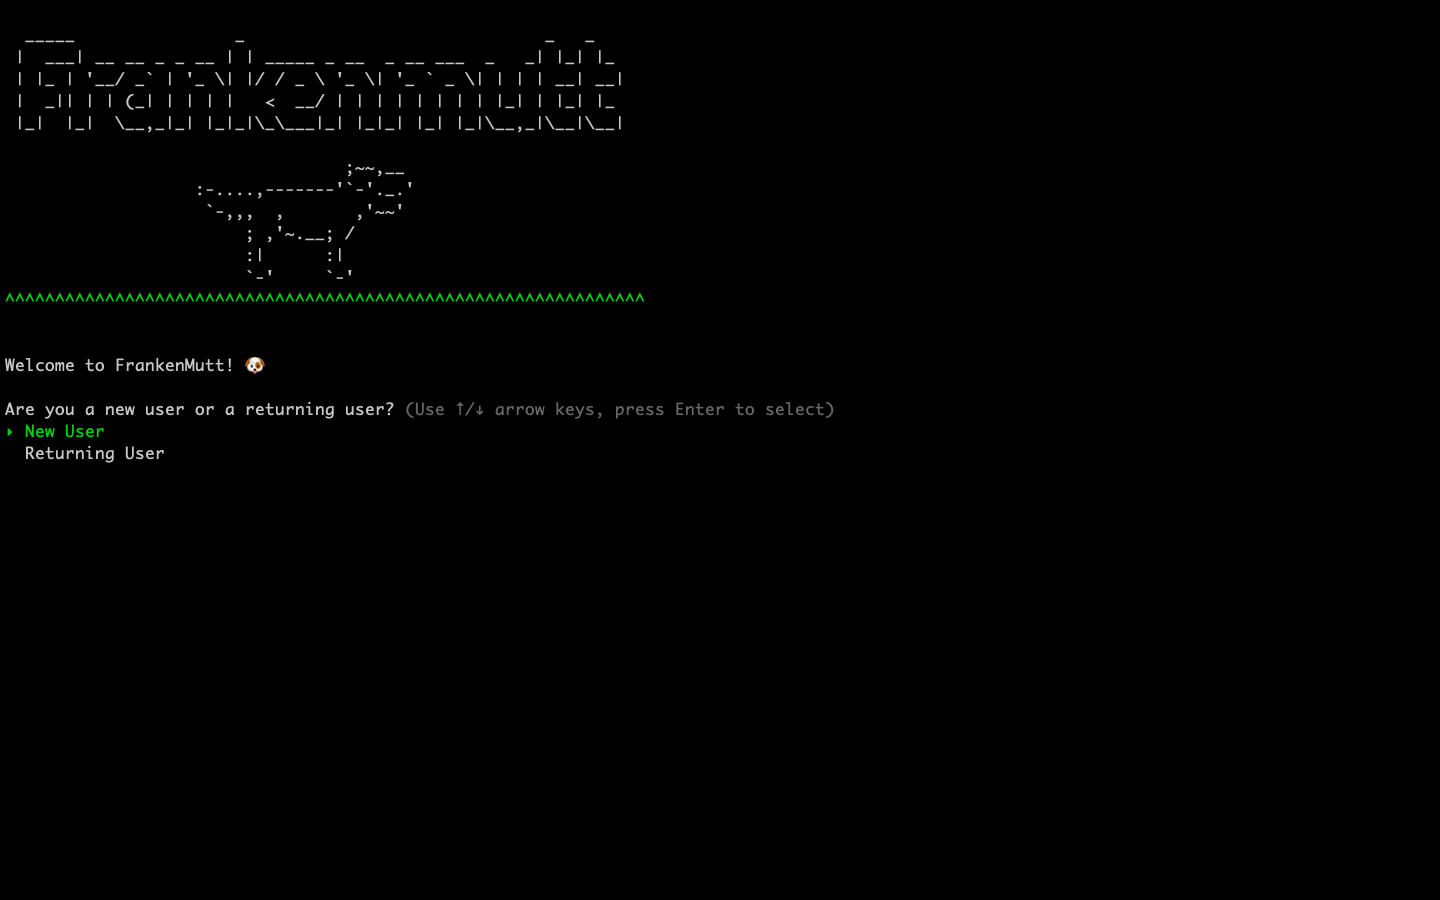 Frankenmutt
Welcome to FrankenMutt! 🐶
Are you a new user or a returning user? (Use ↑/↓ arrow keys, press Enter to select)
▸ New User
Returning User